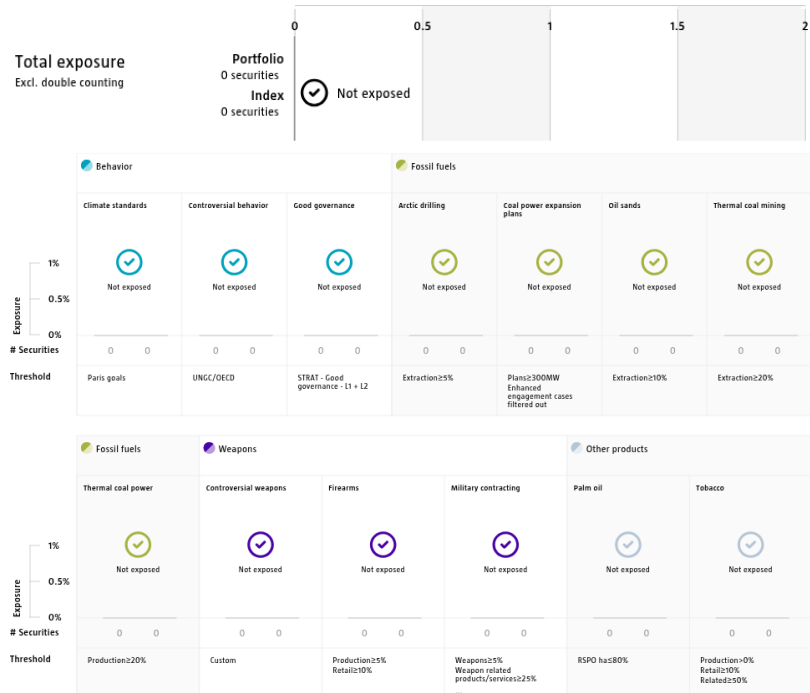 0 0.5 1 1.5 2
Total exposure
Excl. double counting
Portfolio
0 securities
Index
0 securities
Not exposed
Behavior Fossil fuels
Climate standards Controversial behavior Good governance Arctic drilling Coal power expansion plans Oil sands Thermal coal mining
Exposure
1%
0.5%
0%
Not exposed Not exposed Not exposed Not exposed Not exposed Not exposed Not exposed
# Securities 0 0 0 0 0 0 0 0 0 0 0 0 0 0
Threshold
Paris goals
UNGC/OECD
STRAT - Good
governance - L1 + L2
Extraction≥5%
Plans≥300MW
Enhanced
engagement cases
filtered out
Extraction≥10%
Extraction≥20%
Fossil fuels Weapons Other products
Thermal coal power Controversial weapons Firearms Military contracting Palm oil Tobacco
Exposure
1%
0.5%
0%
Not exposed Not exposed Not exposed Not exposed Not exposed Not exposed
# Securities 0 0 0 0 0 0 0 0 0 0 0 0
Threshold
Production≥20%
Custom
Production≥5%
Retail≥10%
Weapons≥5%
Weapon related
products/services≥25%
RSPO ha≤80%
Production>0%
Retail≥10%
Related≥50%